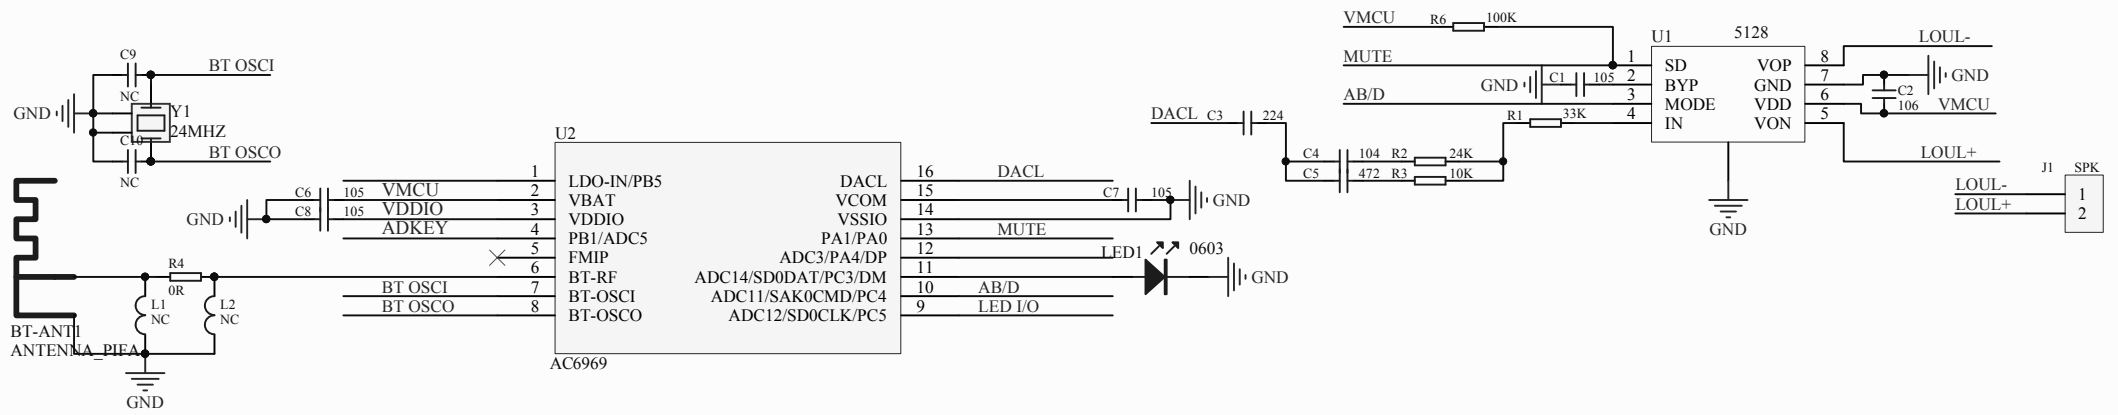 C9
BT OSCI
NC
GND
Y1
24MHZ
C10
BT OSCO
NC
BT-ANT1
ANTENNA_PIFA
R4
0R
L1
NC
L2
NC
GND
GND
C6 105 VMCU
C8 105 VDDIO
ADKEY
BT OSCI
BT OSCO
U2
1 LDO-IN/PB5
2 VBAT
3 VDDIO
4 PB1/ADC5
5 FMIP
6 BT-RF
7 BT-OSCI
8 BT-OSCO
DACL 16 DACL
VCOM 15 C7 105 GND
VSSIO 14
PA1/PA0 13 MUTE
ADC3/PA4/DP 12
ADC14/SD0DAT/PC3/DM 11
ADC11/SAK0CMD/PC4 10 AB/D
ADC12/SD0CLK/PC5 9 LED I/O
AC6969
LED1 0603
GND
VMCU R6 100K
MUTE
GND C1 105
AB/D
DACL C3 224
R1 33K
C4 104 R2 24K
C5 472 R3 10K
U1 5128
1 SD
2 BYP
3 MODE
4 IN
VOP 8
GND 7
VDD 6
VON 5
GND
LOUL-
GND
C2
106 VMCU
LOUL+
J1 SPK
LOUL- 1
LOUL+ 2